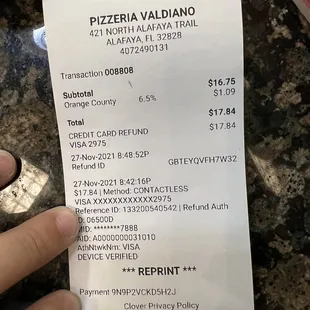 PIZZERIA VALDIANO
421 NORTH ALAFAYA TRAIL
ALAFAYA, FL 32828
4072490131
Transaction 008808
Subtotal $16.75
Orange County 6.5% $1.09
Total $17.84
CREDIT CARD REFUND $17.84
VISA 2975
27-Nov-2021 8:48:52P
Refund ID GBTEYQVFH7W32
27-Nov-2021 8:42:16P
$17.84 | Method: CONTACTLESS
VISA XXXXXXXXXXXX2975
Reference ID: 133200540542 | Refund Auth
ID: 06500D
MID: ********7888
AID: A0000000031010
AthNtwkNm: VISA
DEVICE VERIFIED
*** REPRINT ***
Payment 9N9P2VCKD5H2J
Clover Privacy Policy